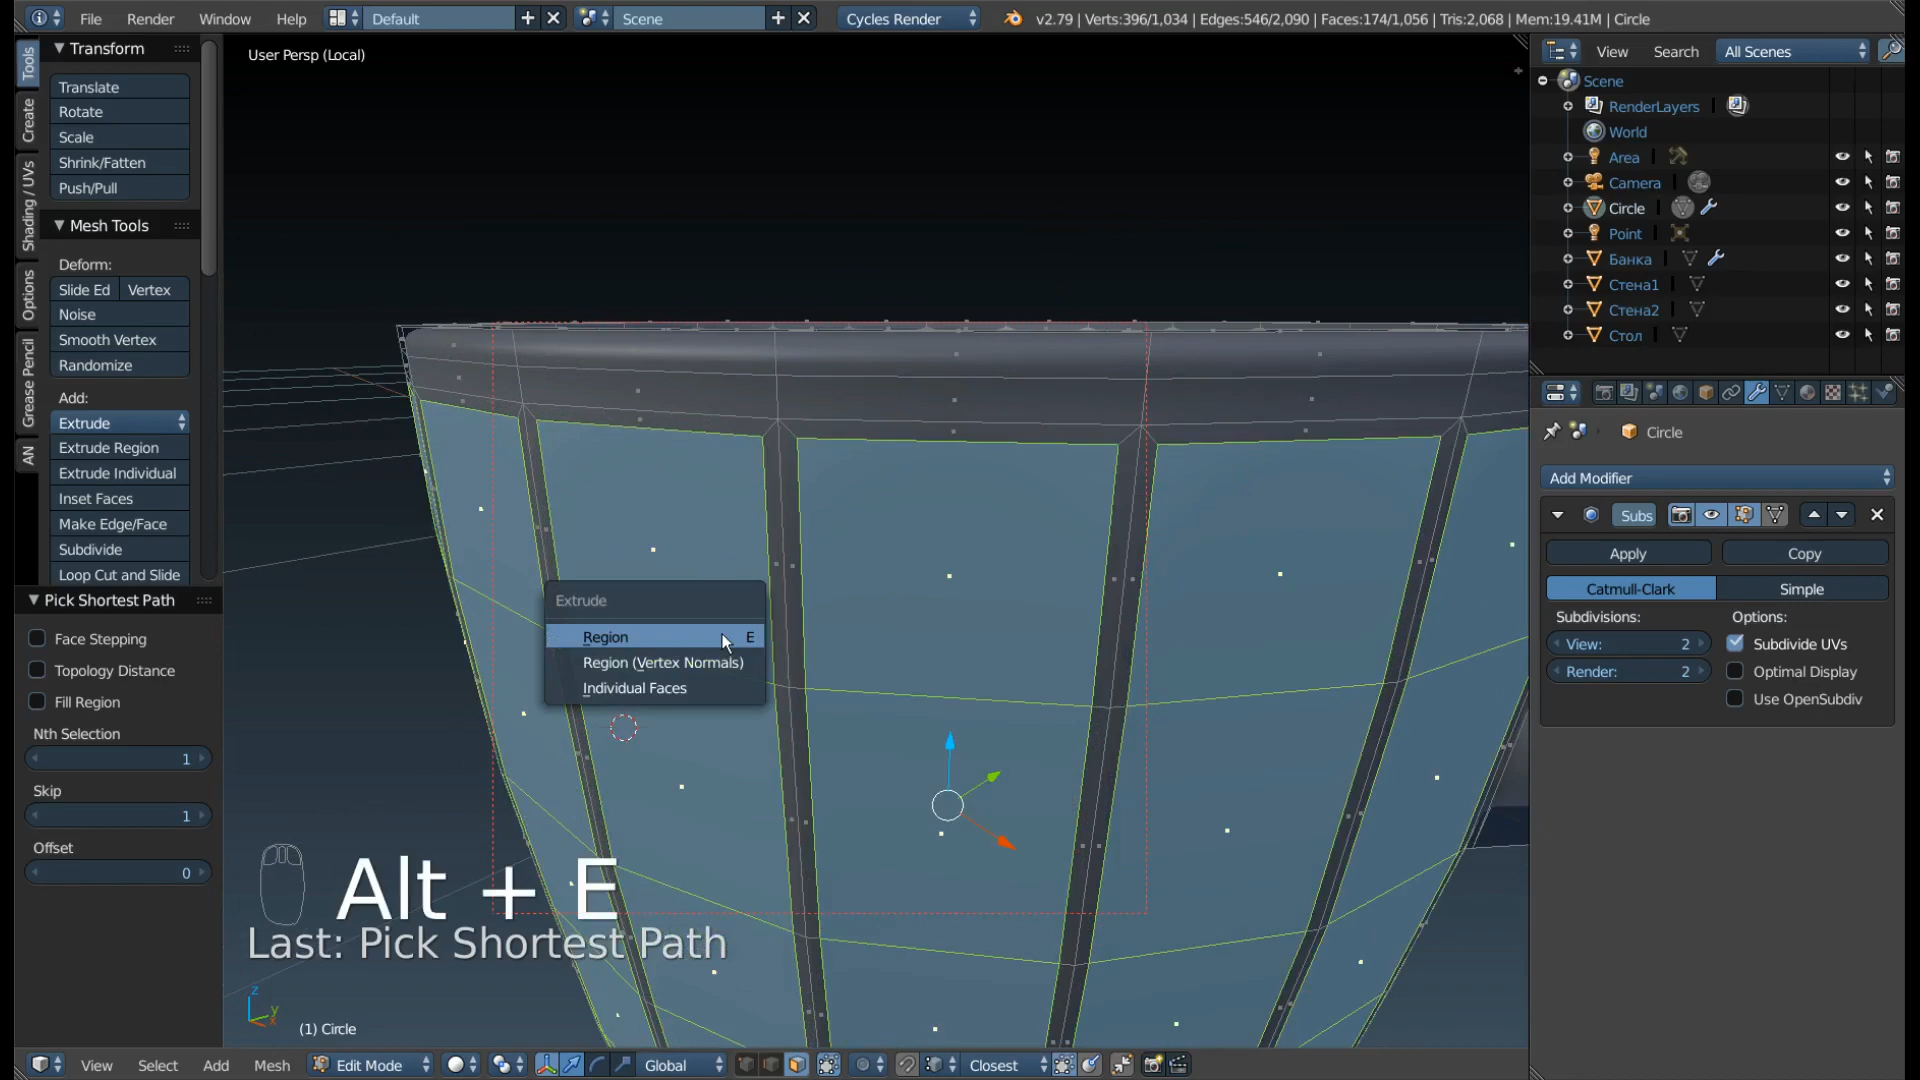 File Render Window Help Default Scene Cycles Render v2.79 | Verts:396/1,034 | Edges:546/2,090 | Faces:174/1,056 | Tris:2,068 | Mem:19.41M | Circle
Tools
Create
Shading / UVs
Options
Grease Pencil
AN
Transform
Translate
Rotate
Scale
Shrink/Fatten
Push/Pull
Mesh Tools
Deform:
Slide Ed Vertex
Noise
Smooth Vertex
Randomize
Add:
Extrude
Extrude Region
Extrude Individual
Inset Faces
Make Edge/Face
Subdivide
Loop Cut and Slide
Pick Shortest Path
Face Stepping
Topology Distance
Fill Region
Nth Selection
1
Skip
1
Offset
0
User Persp (Local)
Extrude
Region E
Region (Vertex Normals)
Individual Faces
Alt + E
Last: Pick Shortest Path
z
y
x
(1) Circle
View Select Add Mesh Edit Mode Global Closest
View Search All Scenes
Scene
RenderLayers
World
Area
Camera
Circle
Point
Банка
Стена1
Стена2
Стол
Circle
Add Modifier
Subs
Apply Copy
Catmull-Clark Simple
Subdivisions: Options:
View: 2 Subdivide UVs
Render: 2 Optimal Display
Use OpenSubdiv